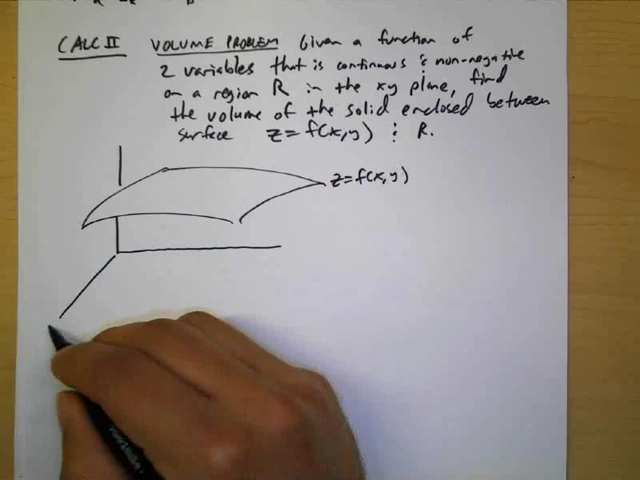 CALC II VOLUME PROBLEM Given a function of
2 variables that is continuous & non-negative
on a region R in the xy plane, find
the volume of the solid enclosed between
surface z=f(x,y) & R.
z=f(x,y)